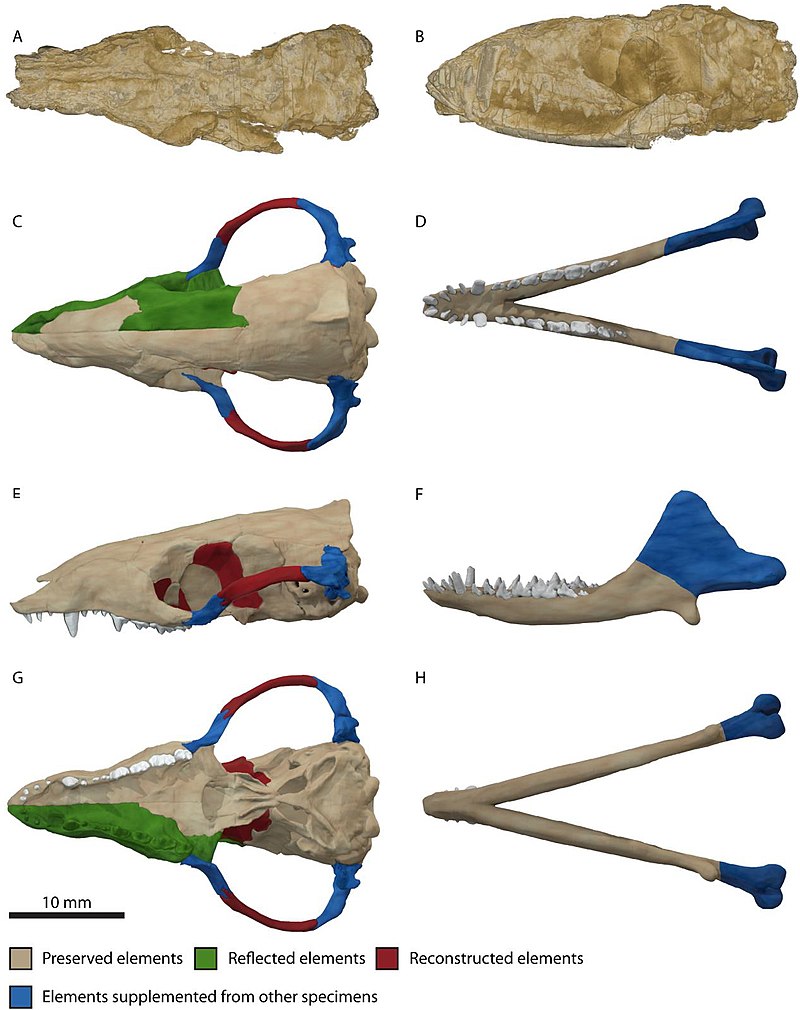 A
B
C
D
E
F
G
H
10 mm
Preserved elements
Reflected elements
Reconstructed elements
Elements supplemented from other specimens